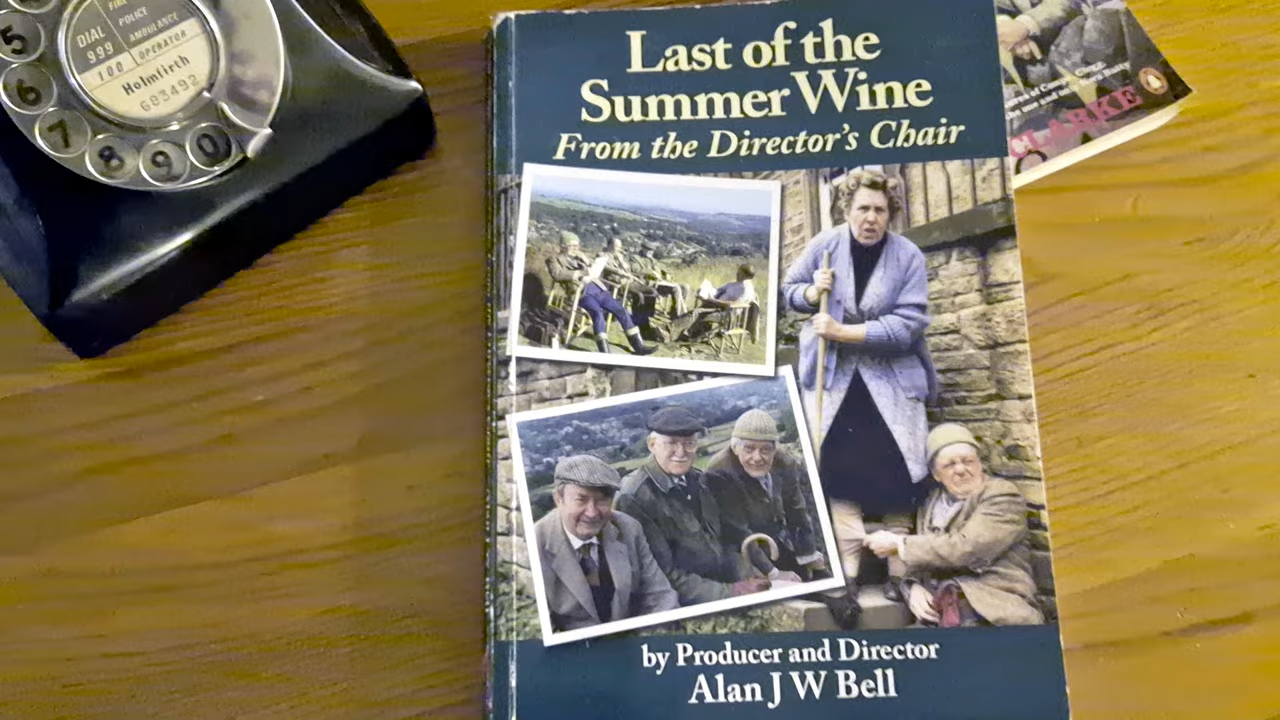 FIRE
POLICE
AMBULANCE
DIAL
999
100 OPERATOR
Holmfirth
683492
5
6
7
8
9
0
Last of the
Summer Wine
From the Director's Chair
by Producer and Director
Alan J W Bell
CLARKE